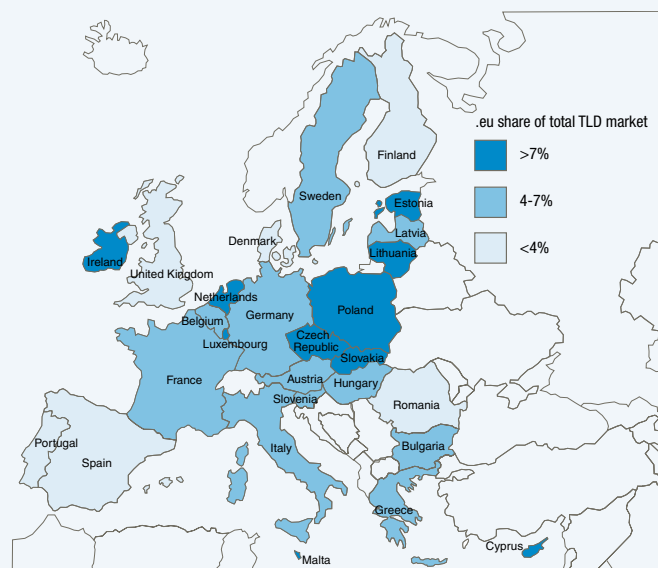 .eu share of total TLD market
>7%
4-7%
<4%
Finland
Sweden
Estonia
Latvia
Lithuania
Denmark
Ireland
United Kingdom
Netherlands
Belgium
Germany
Poland
Luxembourg
Czech
Republic
Slovakia
France
Austria
Hungary
Slovenia
Romania
Portugal
Spain
Italy
Bulgaria
Greece
Cyprus
Malta